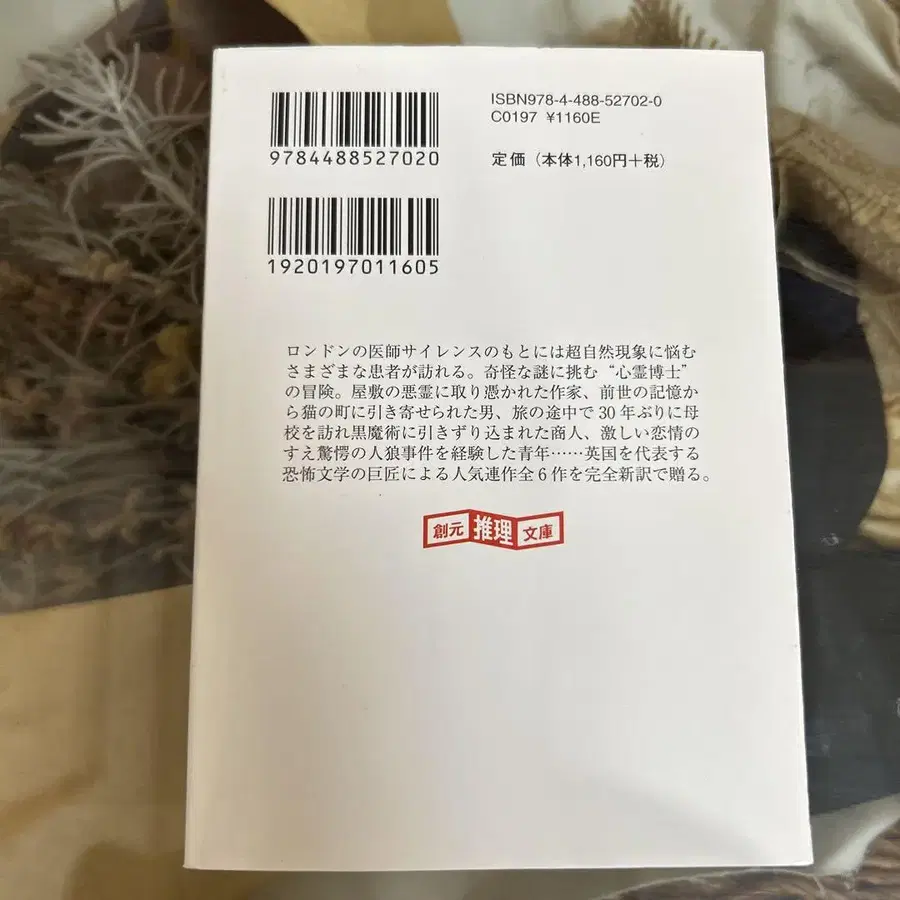 ISBN978-4-488-52702-0
C0197 ¥1160E
9784488527020
定価（本体1,160円＋税）
1920197011605
ロンドンの医師サイレンスのもとには超自然現象に悩む
さまざまな患者が訪れる。奇怪な謎に挑む“心霊博士”
の冒険。屋敷の悪霊に取り憑かれた作家、前世の記憶か
ら猫の町に引き寄せられた男、旅の途中で30年ぶりに母
校を訪れ黒魔術に引きずり込まれた商人、激しい恋情の
すえ驚愕の人狼事件を経験した青年……英国を代表する
恐怖文学の巨匠による人気連作全6作を完全新訳で贈る。
創元推理文庫